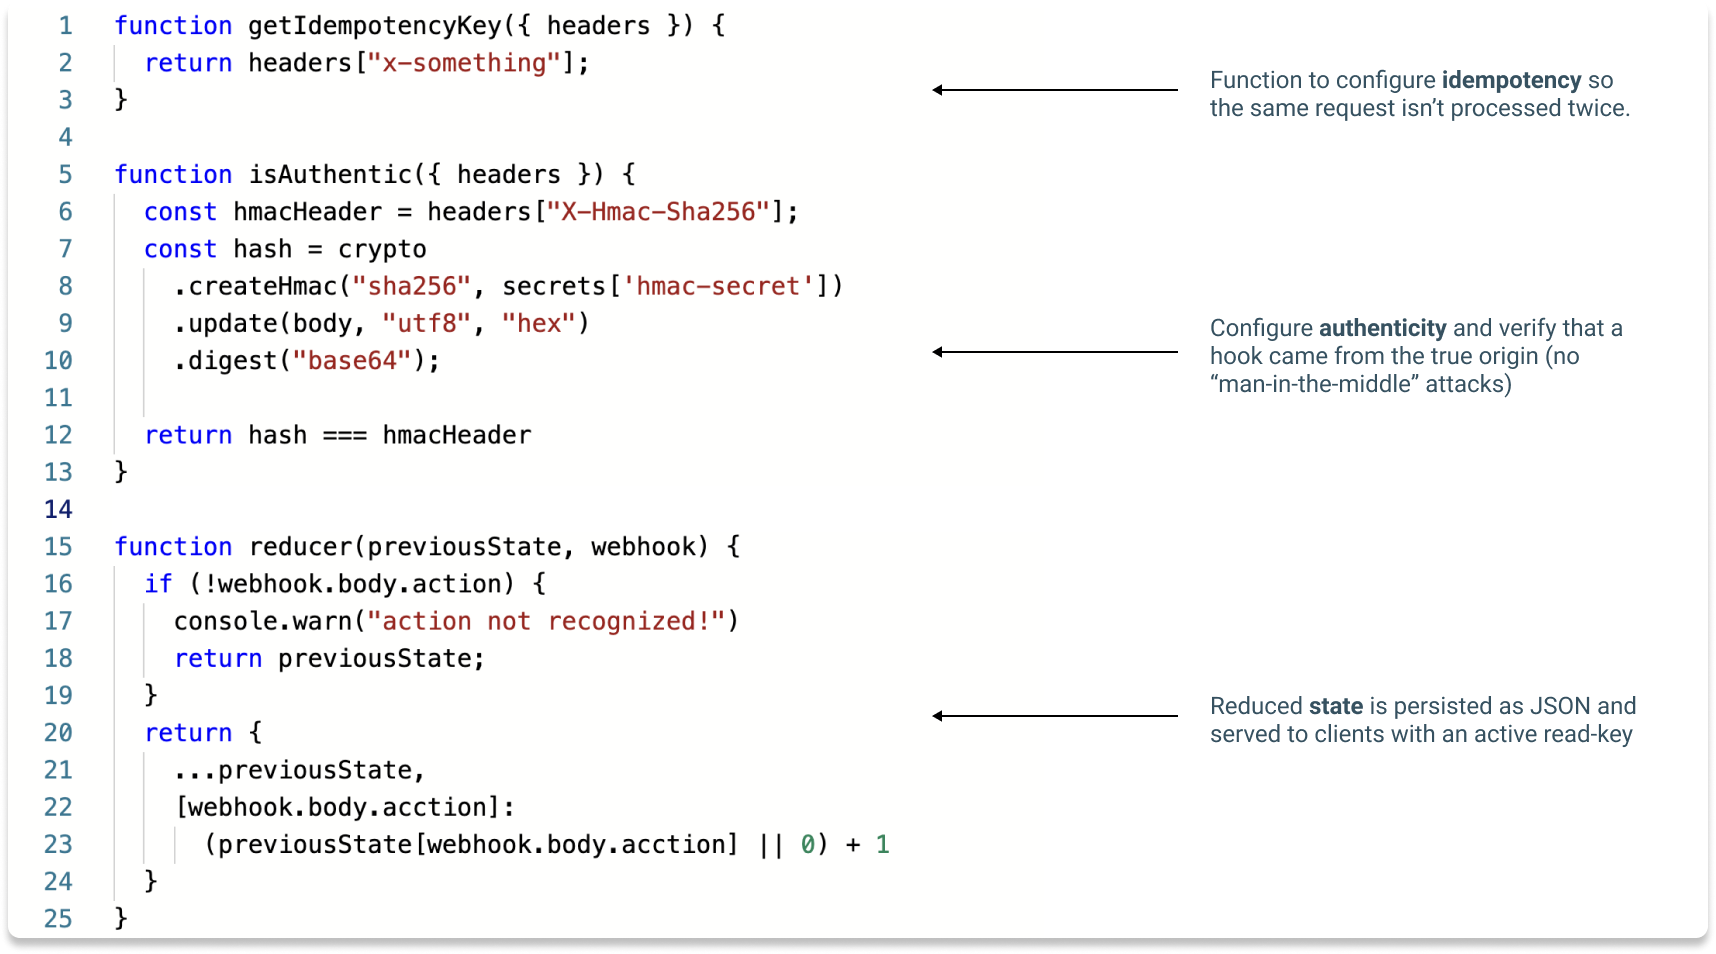 1 function getIdempotencyKey({ headers }) {
2 return headers["x-something"];
3 }
4
5 function isAuthentic({ headers }) {
6 const hmacHeader = headers["X-Hmac-Sha256"];
7 const hash = crypto
8 .createHmac("sha256", secrets['hmac-secret'])
9 .update(body, "utf8", "hex")
10 .digest("base64");
11
12 return hash === hmacHeader
13 }
14
15 function reducer(previousState, webhook) {
16 if (!webhook.body.action) {
17 console.warn("action not recognized!")
18 return previousState;
19 }
20 return {
21 ...previousState,
22 [webhook.body.acction]:
23 (previousState[webhook.body.acction] || 0) + 1
24 }
25 }
Function to configure idempotency so
the same request isn’t processed twice.
Configure authenticity and verify that a
hook came from the true origin (no
“man-in-the-middle” attacks)
Reduced state is persisted as JSON and
served to clients with an active read-key